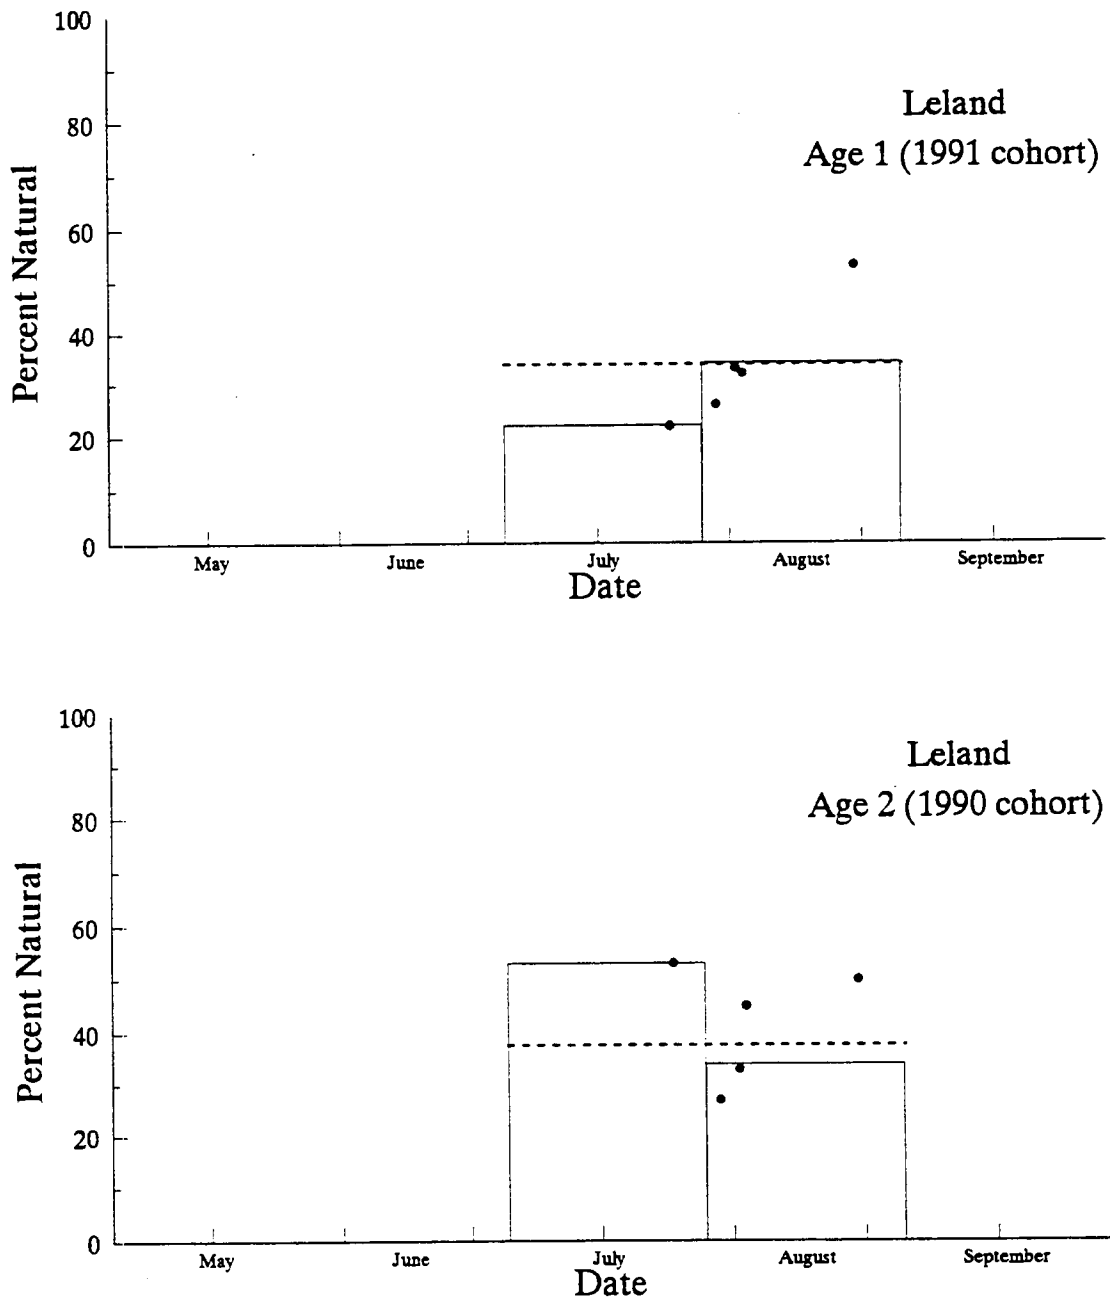 100
80
60
40
20
0
Percent Natural
Leland
Age 1 (1991 cohort)
May June July August September
Date
100
80
60
40
20
0
Percent Natural
Leland
Age 2 (1990 cohort)
May June July August September
Date